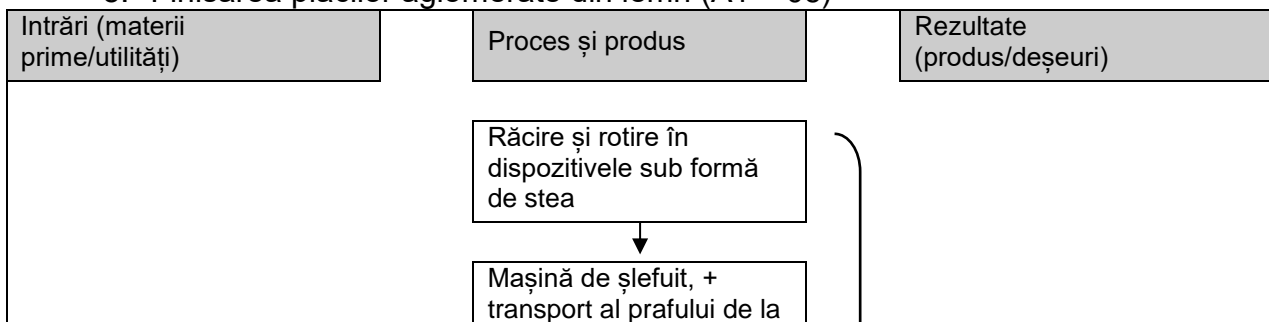 Intrări (materii
prime/utilități)
Proces și produs
Rezultate
(produs/deșeuri)
Răcire și rotire în
dispozitivele sub formă
de stea
Mașină de șlefuit, +
transport al prafului de la